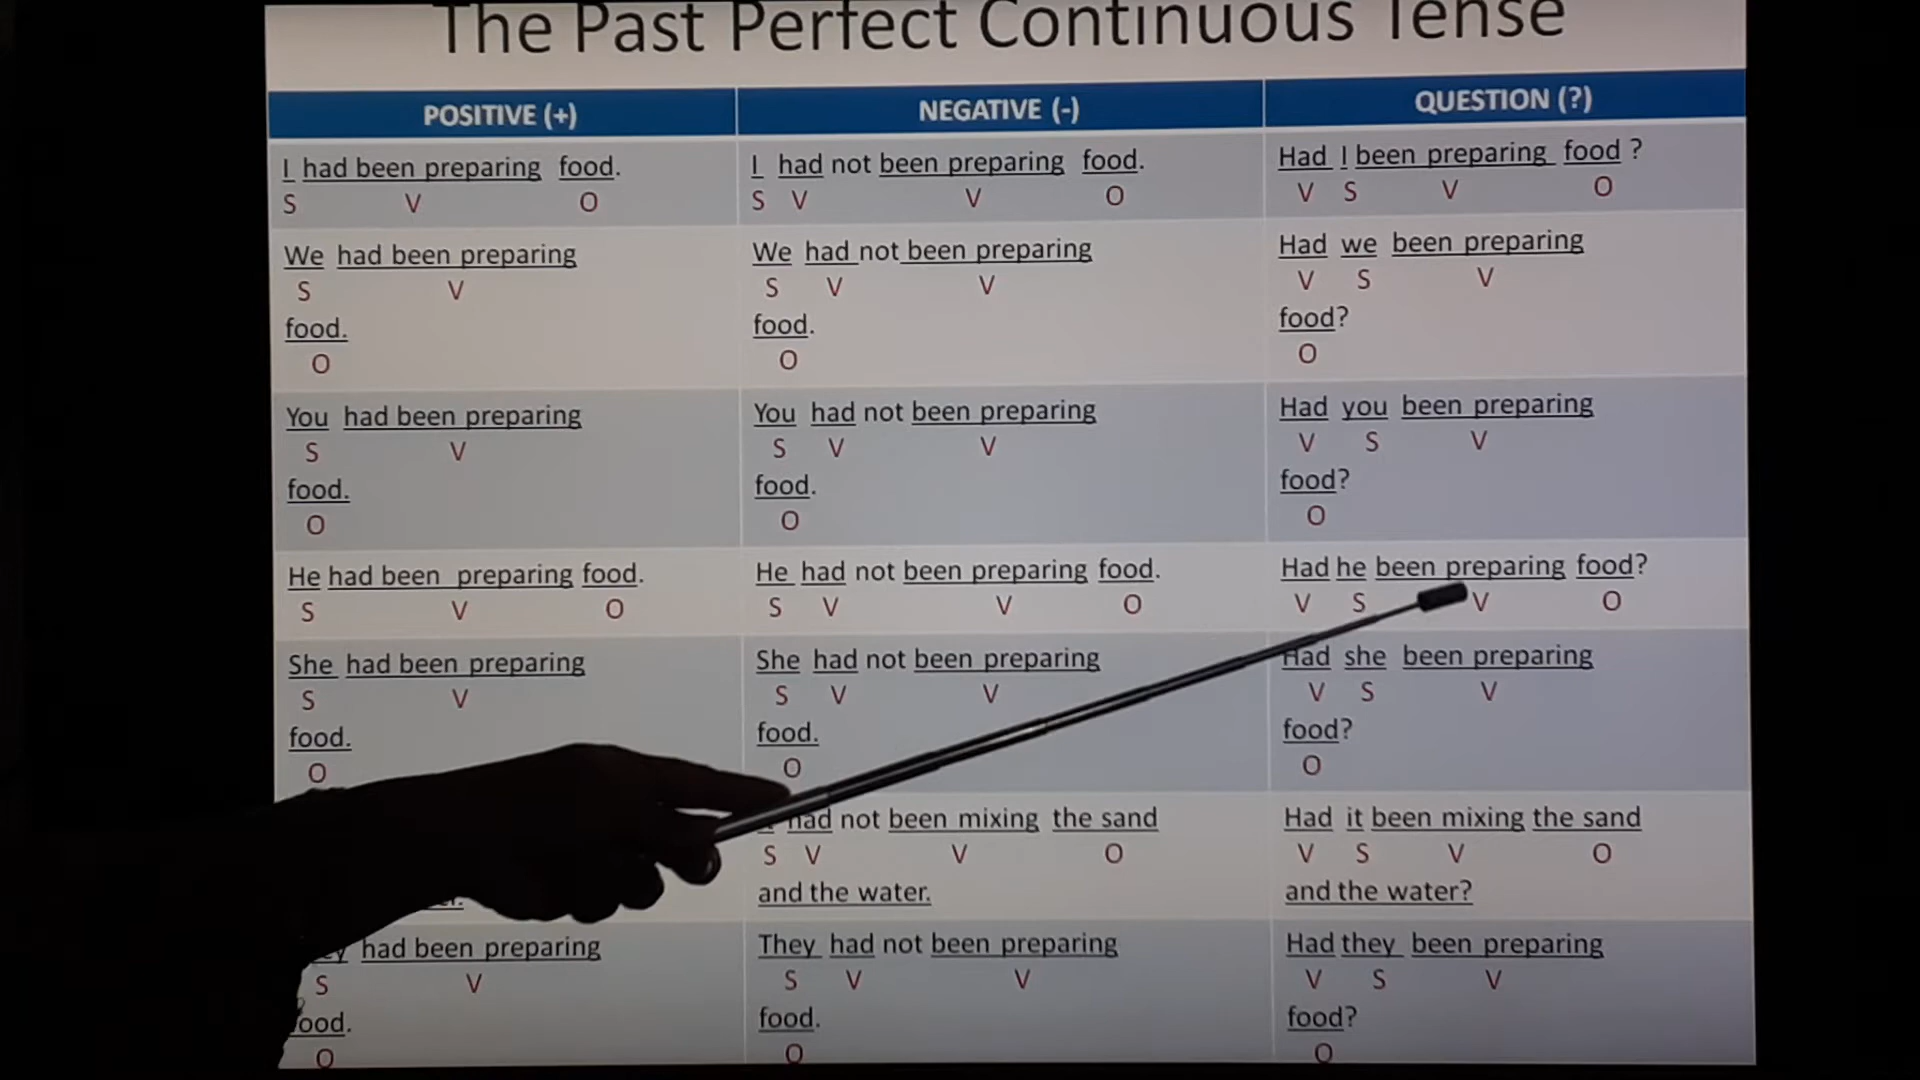 The Past Perfect Continuous Tense
POSITIVE (+) NEGATIVE (-) QUESTION (?)
I had been preparing food. I had not been preparing food. Had I been preparing food ?
S V O S V V O V S V O
We had been preparing We had not been preparing Had we been preparing
S V S V V V S V
food. food. food?
O O O
You had been preparing You had not been preparing Had you been preparing
S V S V V V S V
food. food. food?
O O O
He had been preparing food. He had not been preparing food. Had he been preparing food?
S V O S V V O V S V O
She had been preparing She had not been preparing Had she been preparing
S V S V V V S V
food. food. food?
O O O
had not been mixing the sand Had it been mixing the sand
S V V O V S V O
and the water. and the water?
had been preparing They had not been preparing Had they been preparing
S V S V V V S V
food. food. food?
O O O